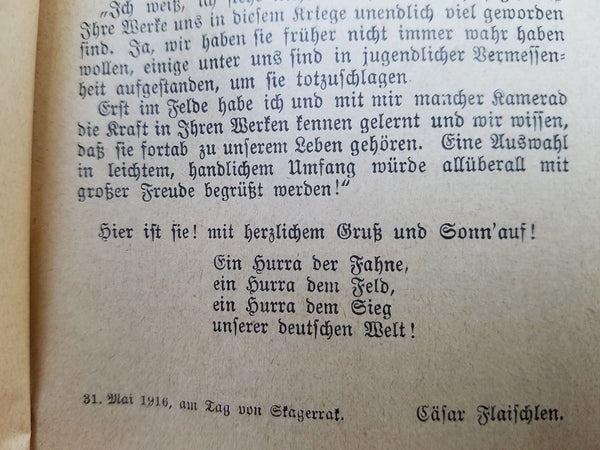 „Ich weiß, ich
Ihre Werke uns in diesem Kriege unendlich viel geworden
sind. Ja, wir haben sie früher nicht immer wahr haben
wollen, einige unter uns sind in jugendlicher Vermessen-
heit aufgestanden, um sie totzuschlagen
Erst im Felde habe ich und mit mir mancher Kamerad
die Kraft in Ihren Werken kennen gelernt und wir wissen,
daß sie fortab zu unserem Leben gehören. Eine Auswahl
in leichtem, handlichem Umfang würde allüberall mit
großer Freude begrüßt werden!“
Hier ist sie! mit herzlichem Gruß und Sonn'auf!
Ein Hurra der Fahne,
ein Hurra dem Feld,
ein Hurra dem Sieg
unserer deutschen Welt!
31. Mai 1916, am Tag von Skagerrak.
Cäsar Flaischlen.